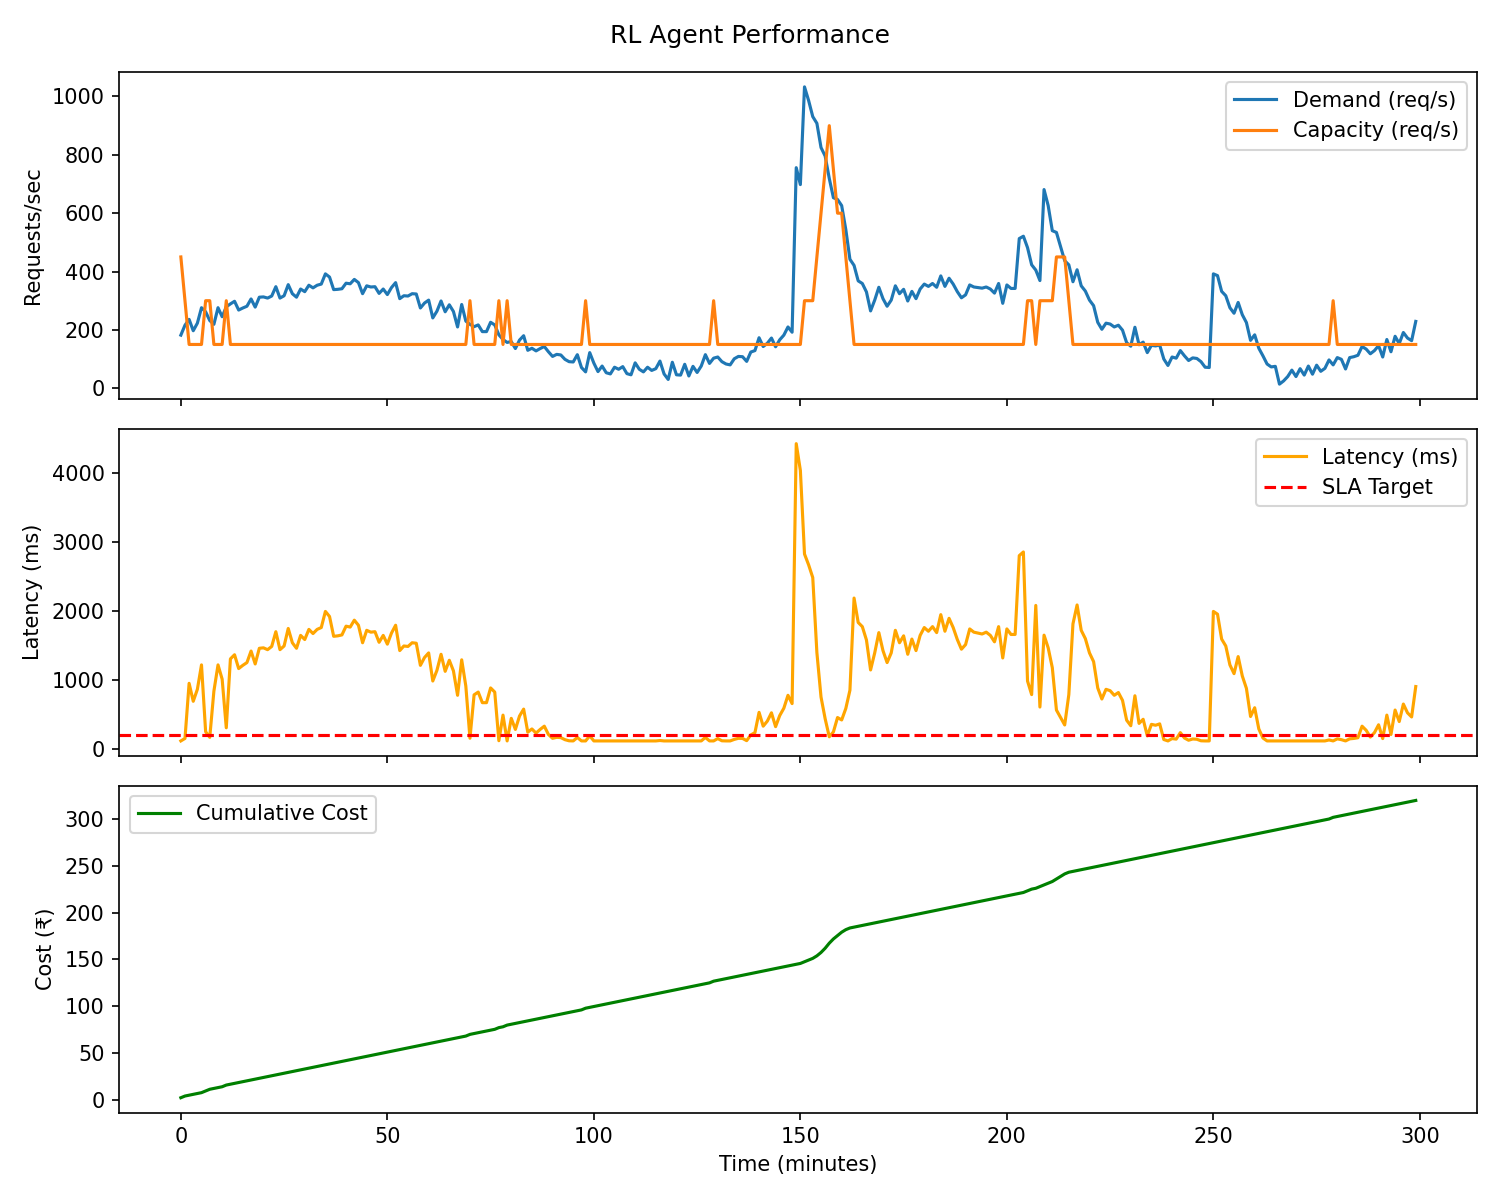 RL Agent Performance
1000
800
600
400
200
0
Requests/sec
Demand (req/s)
Capacity (req/s)
4000
3000
2000
1000
0
Latency (ms)
Latency (ms)
SLA Target
300
250
200
150
100
50
0
Cost (₹)
Cumulative Cost
0 50 100 150 200 250 300
Time (minutes)